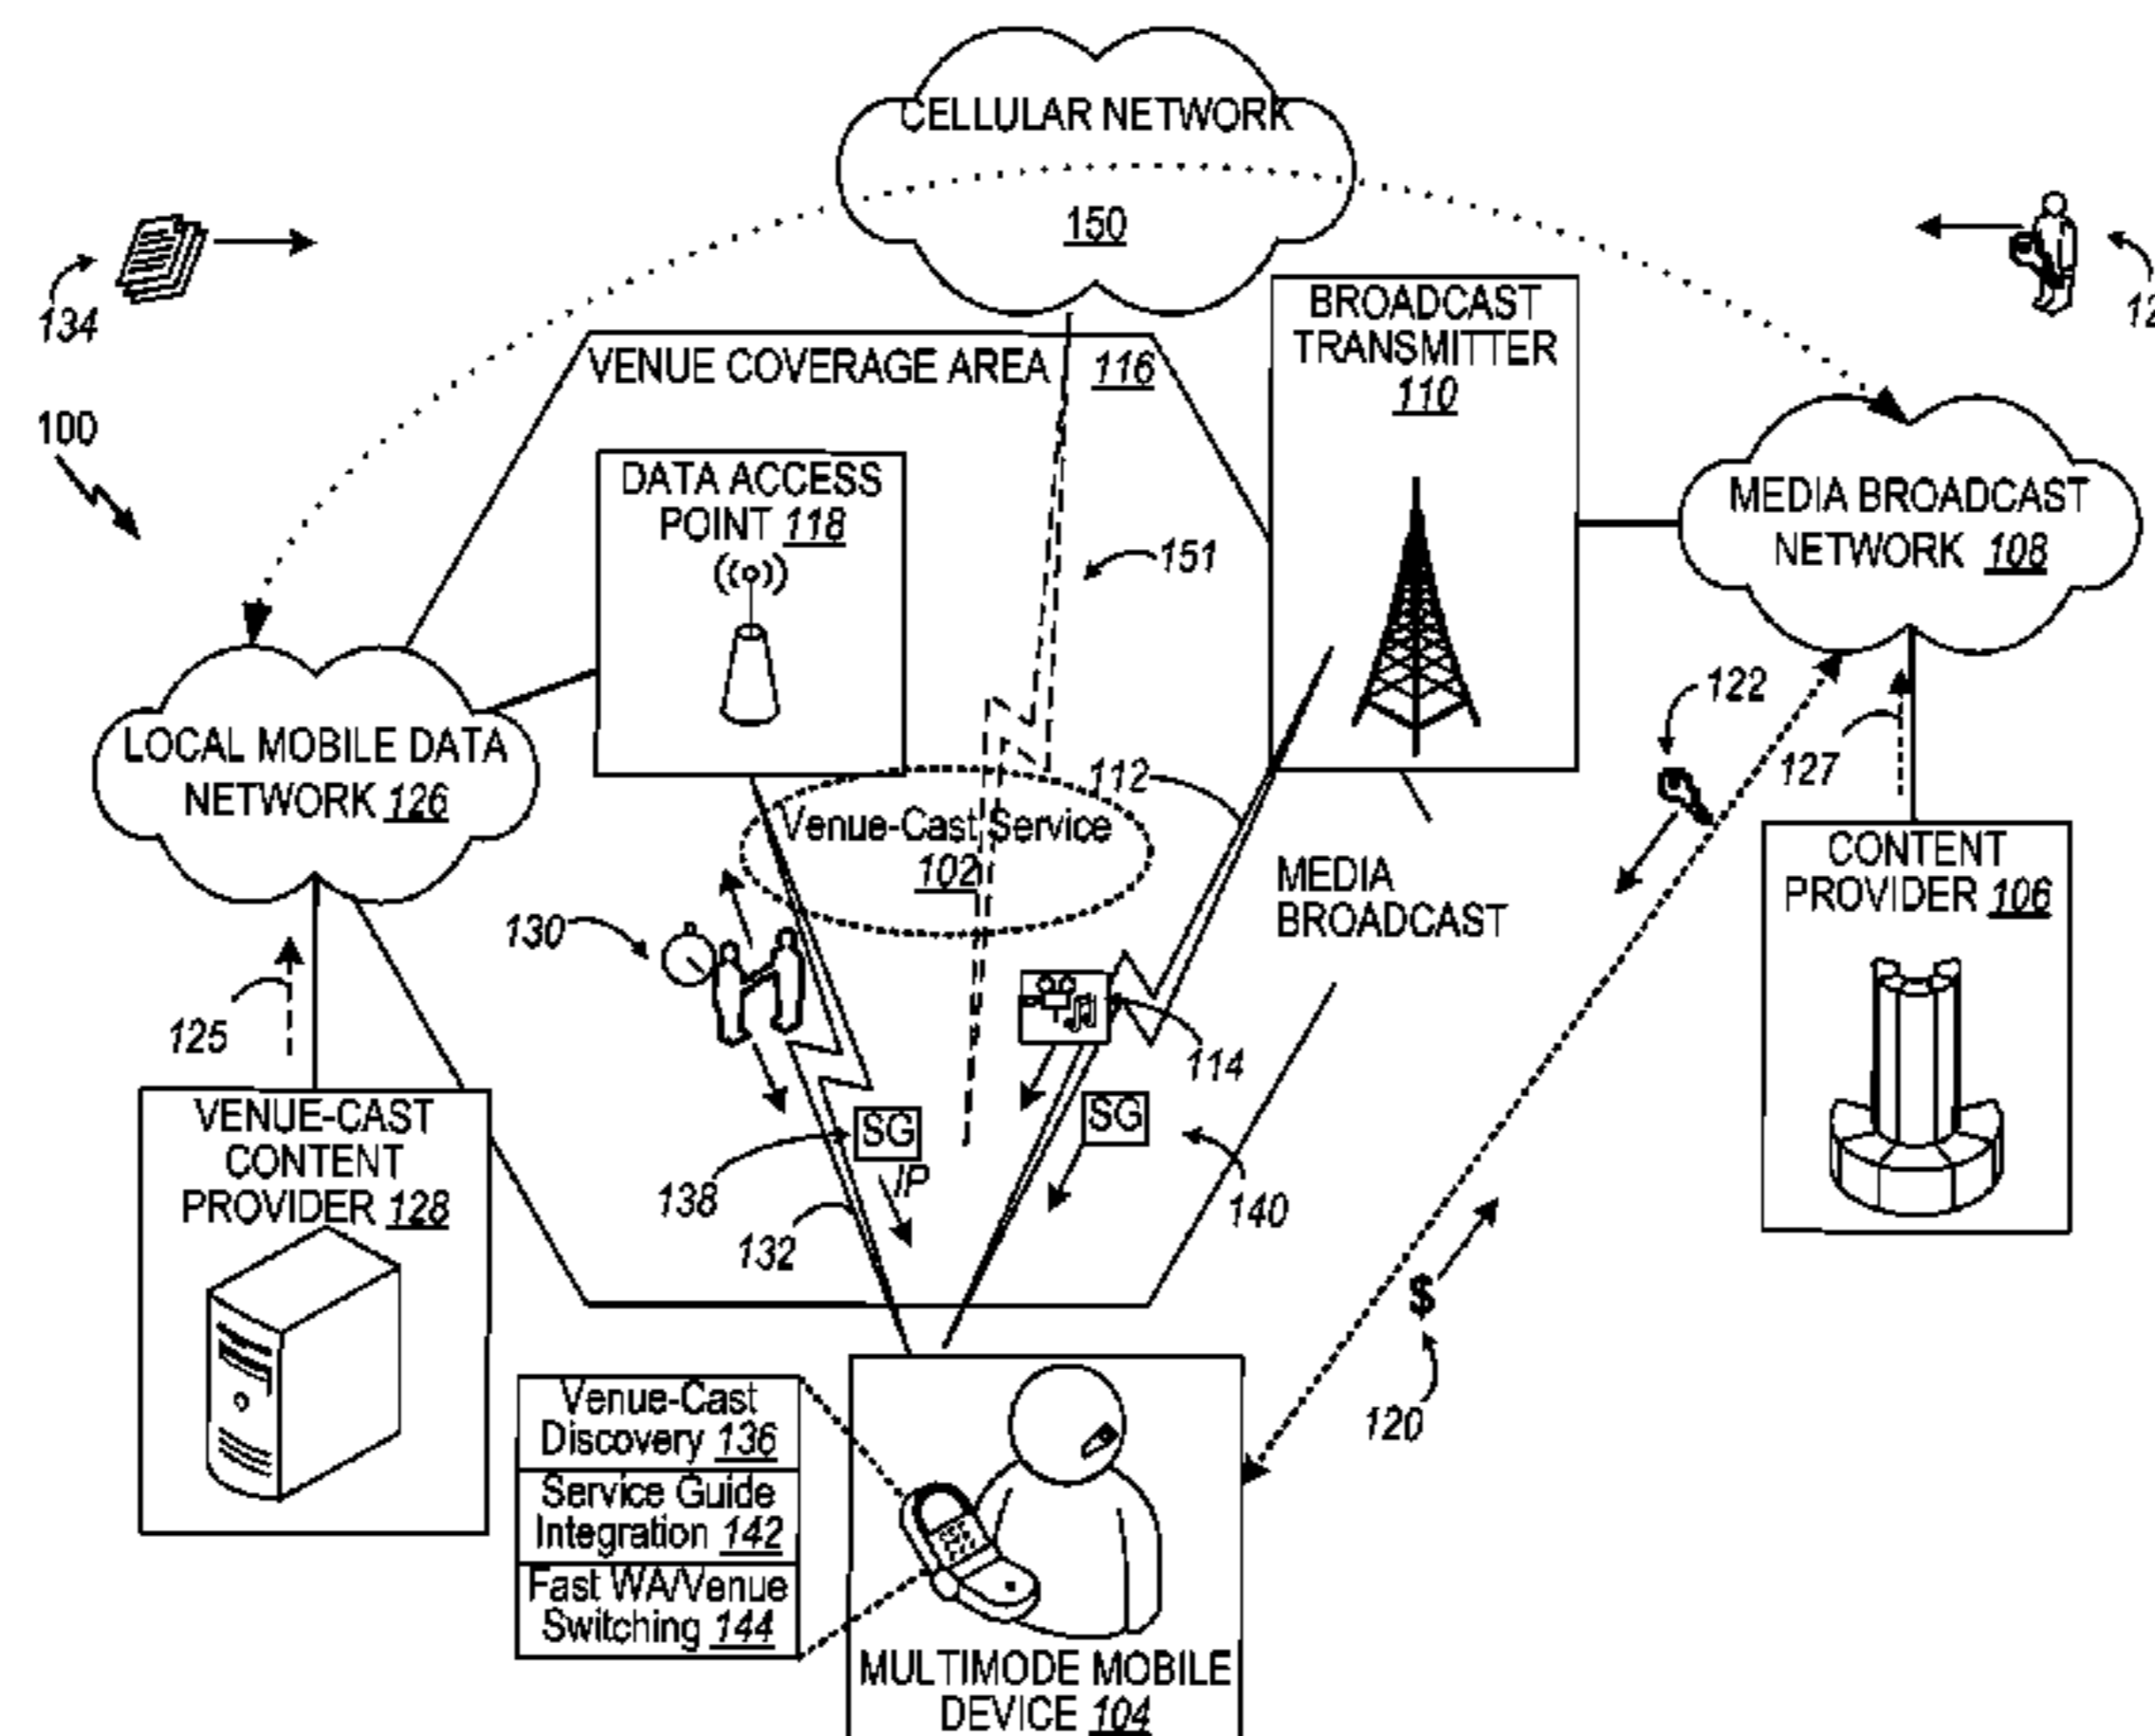 CELLULAR NETWORK
150
134
100
VENUE COVERAGE AREA 116
BROADCAST
TRANSMITTER
110
DATA ACCESS
POINT 118
151
MEDIA BROADCAST
NETWORK 108
LOCAL MOBILE DATA
NETWORK 126
112
122
127
Venue-Cast Service
102
MEDIA
BROADCAST
CONTENT
PROVIDER 106
130
125
114
VENUE-CAST
CONTENT
PROVIDER 128
SG
SG
IP
138
132
140
$
120
Venue-Cast
Discovery 136
Service Guide
Integration 142
Fast WA/Venue
Switching 144
MULTIMODE MOBILE
DEVICE 104